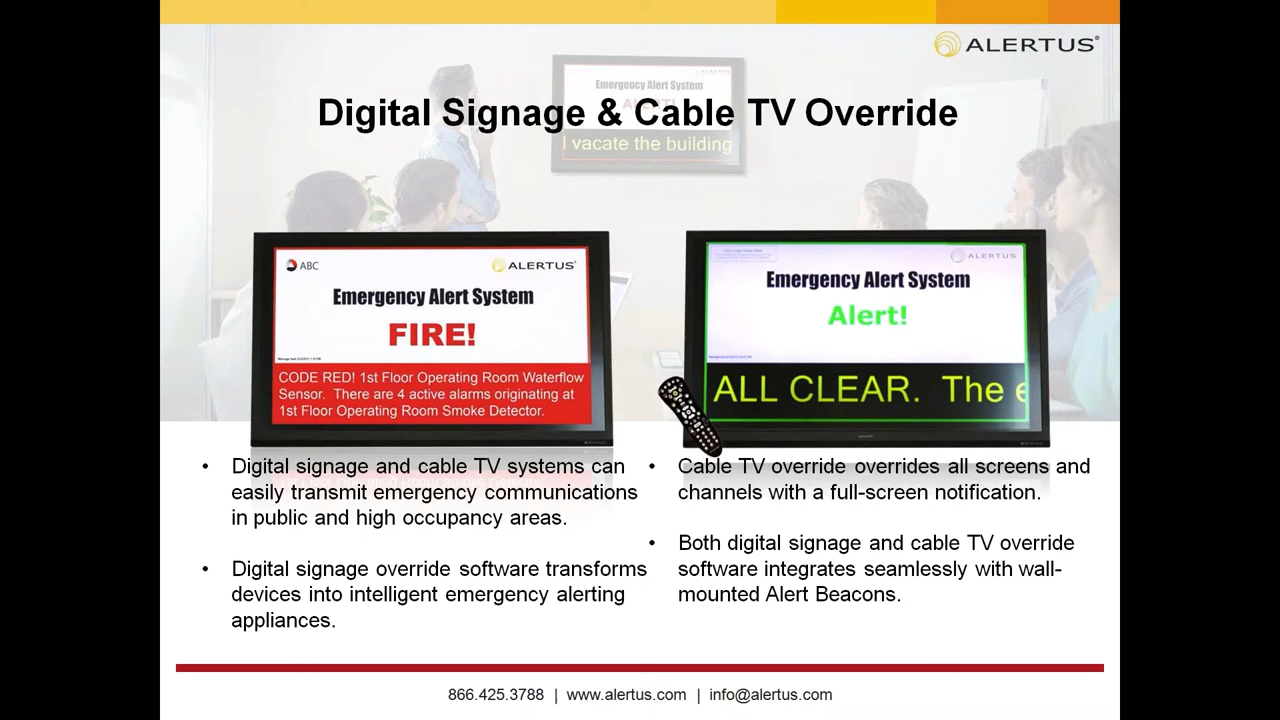 ALERTUS®
Emergency Alert System
l vacate the building
Digital Signage & Cable TV Override
ABC
ALERTUS®
Emergency Alert System
FIRE!
CODE RED! 1st Floor Operating Room Waterflow
Sensor. There are 4 active alarms originating at
1st Floor Operating Room Smoke Detector.
ALERTUS
Emergency Alert System
Alert!
ALL CLEAR. The e
• Digital signage and cable TV systems can
easily transmit emergency communications
in public and high occupancy areas.
• Digital signage override software transforms
devices into intelligent emergency alerting
appliances.
• Cable TV override overrides all screens and
channels with a full-screen notification.
• Both digital signage and cable TV override
software integrates seamlessly with wall-
mounted Alert Beacons.
866.425.3788 | www.alertus.com | info@alertus.com